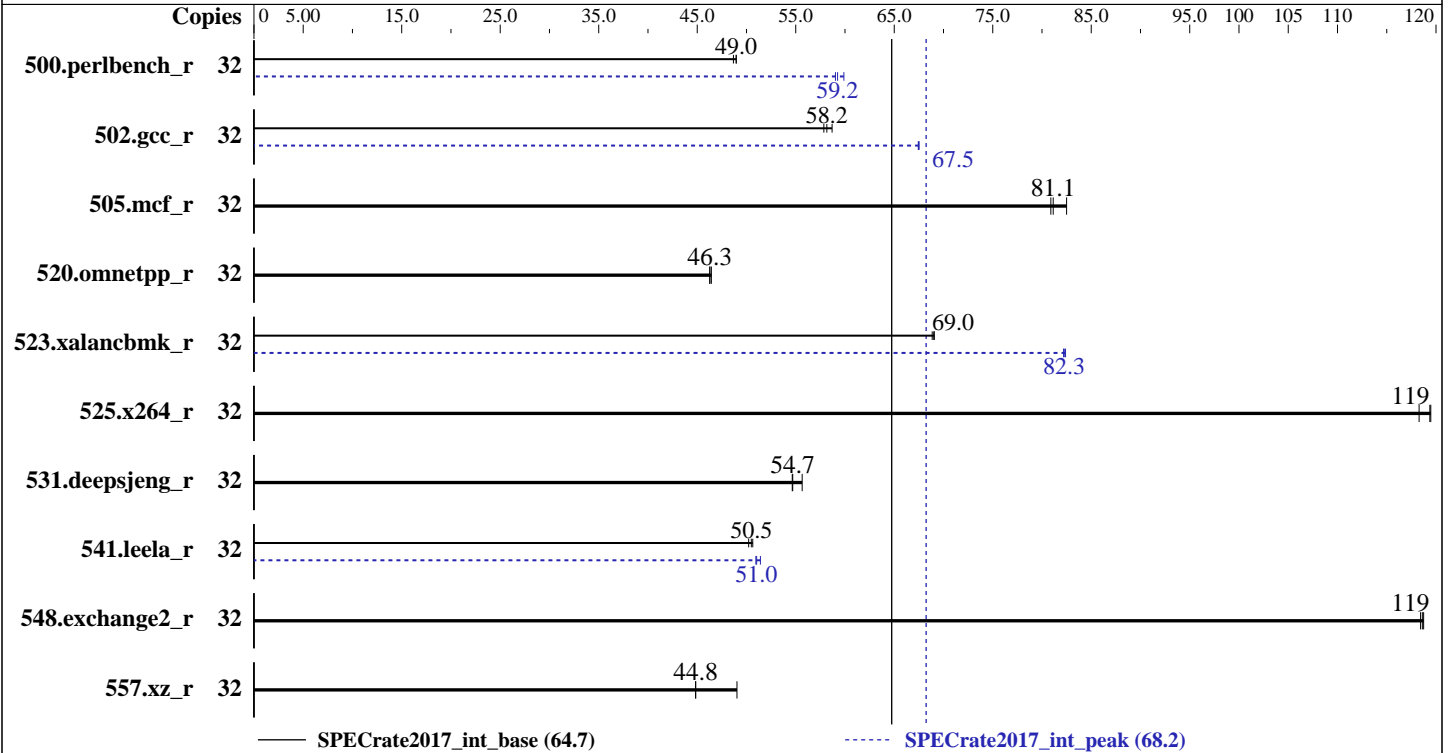 Copies 0 5.00 15.0 25.0 35.0 45.0 55.0 65.0 75.0 85.0 95.0 100 105 110 120
49.0
500.perlbench_r 32
59.2
58.2
502.gcc_r 32
67.5
81.1
505.mcf_r 32
46.3
520.omnetpp_r 32
69.0
523.xalancbmk_r 32
82.3
119
525.x264_r 32
54.7
531.deepsjeng_r 32
50.5
541.leela_r 32
51.0
119
548.exchange2_r 32
44.8
557.xz_r 32
SPECrate2017_int_base (64.7) SPECrate2017_int_peak (68.2)